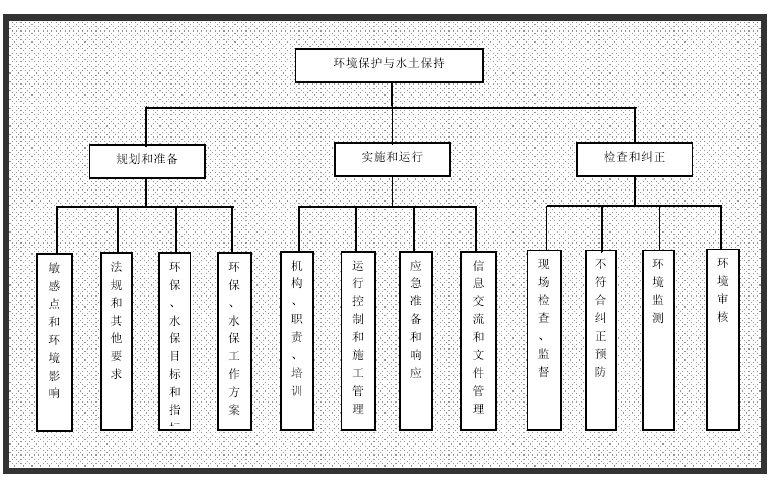 环境保护与水土保持
规划和准备
实施和运行
检查和纠正
敏感点和环境影响
法规和其他要求
环保、水保目标和指
环保、水保工作方案
机构、职责、培训
运行控制和施工管理
应急准备和响应
信息交流和文件管理
现场检查、监督
不符合纠正预防
环境监测
环境审核